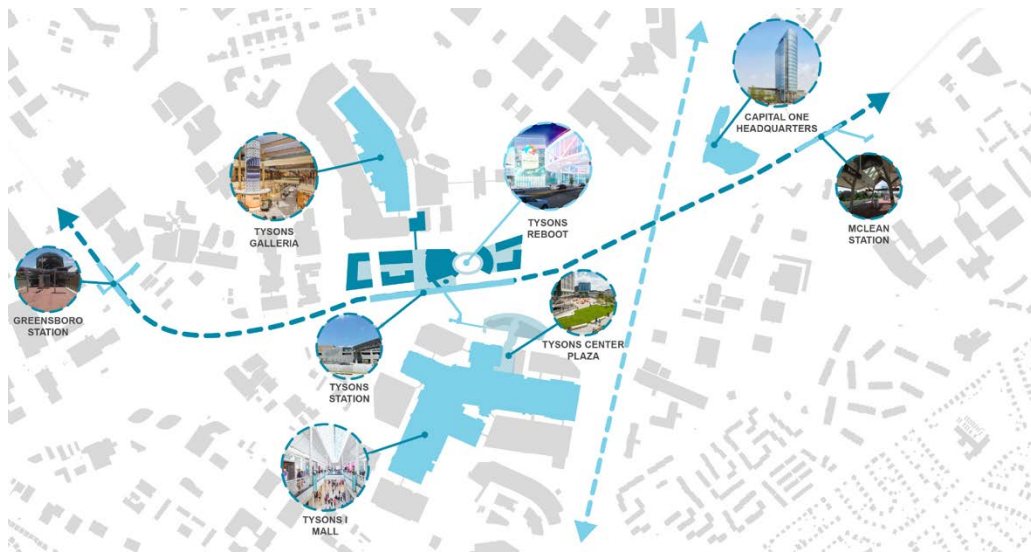 CAPITAL ONE
HEADQUARTERS
TYSONS
GALLERIA
TYSONS
REBOOT
MCLEAN
STATION
GREENSBORO
STATION
TYSONS CENTER
PLAZA
TYSONS
STATION
TYSONS I
MALL